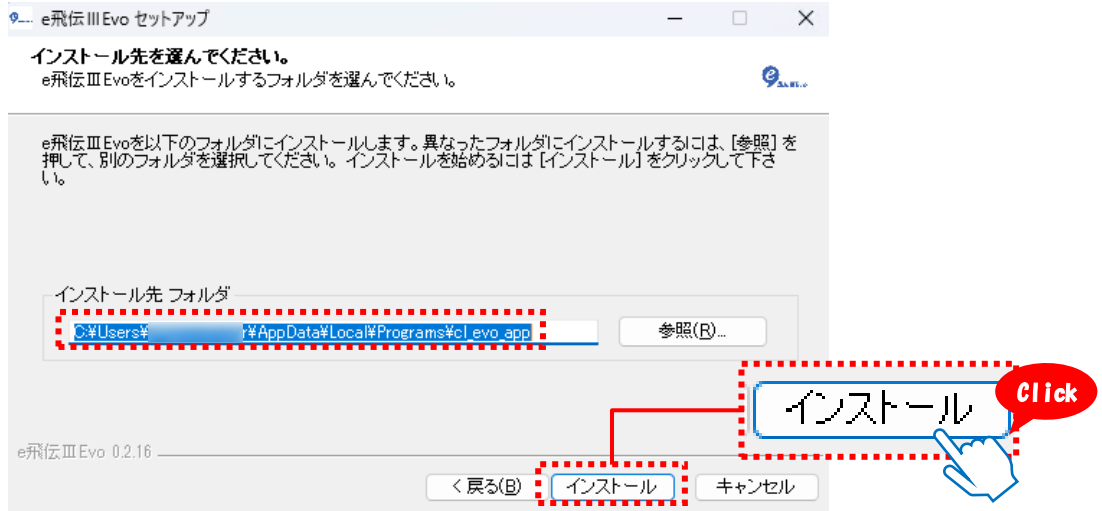 e飛伝ⅢEvo セットアップ
インストール先を選んでください。
e飛伝ⅢEvoをインストールするフォルダを選んでください。
e飛伝ⅢEvoを以下のフォルダにインストールします。異なったフォルダにインストールするには、[参照] を
押して、別のフォルダを選択してください。インストールを始めるには [インストール] をクリックして下さ
い。
インストール先 フォルダ
C:¥Users¥ r¥AppData¥Local¥Programs¥cl_evo_app
参照(R)...
インストール
Click
e飛伝ⅢEvo 0.2.16
< 戻る(B)
インストール
キャンセル